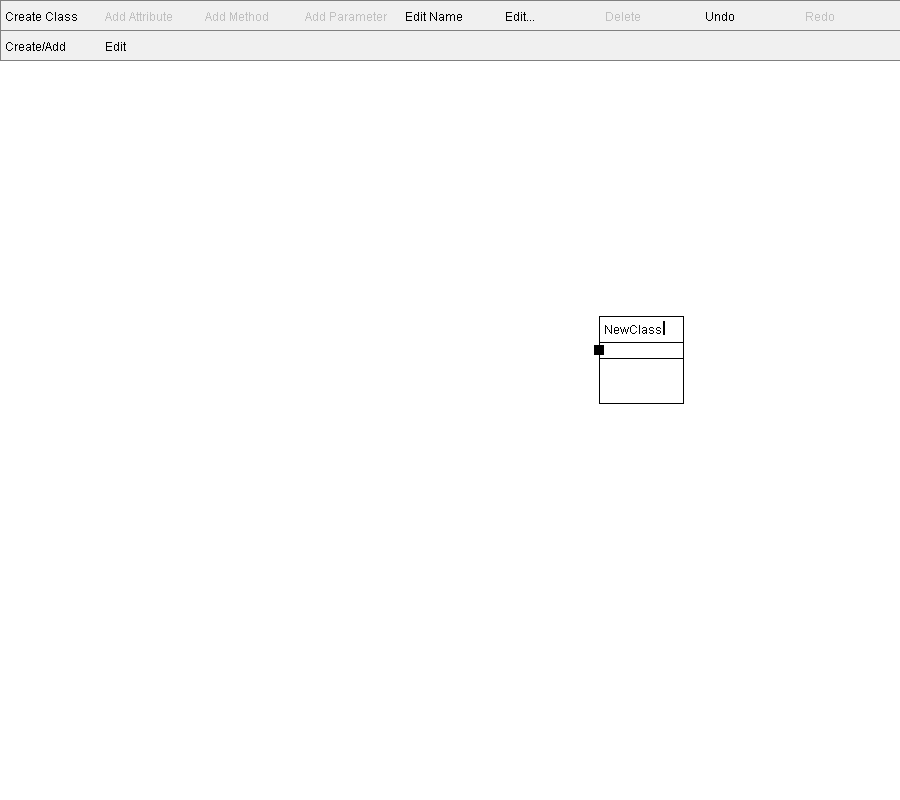 Create Class Add Attribute Add Method Add Parameter Edit Name Edit... Delete Undo Redo
Create/Add Edit
NewClass